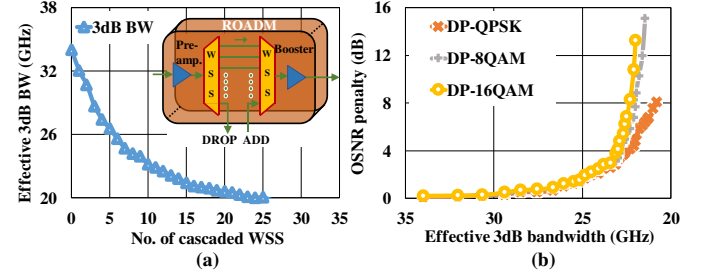 (a)
Effective 3dB BW (GHz)
38
32
26
20
3dB BW
ROADM
Pre-
amp.
W
S
S
W
S
S
Booster
DROP ADD
0 5 10 15 20 25 30 35
No. of cascaded WSS
(a)
(b)
OSNR penalty (dB)
16
12
8
4
0
DP-QPSK
DP-8QAM
DP-16QAM
35 30 25 20
Effective 3dB bandwidth (GHz)
(b)